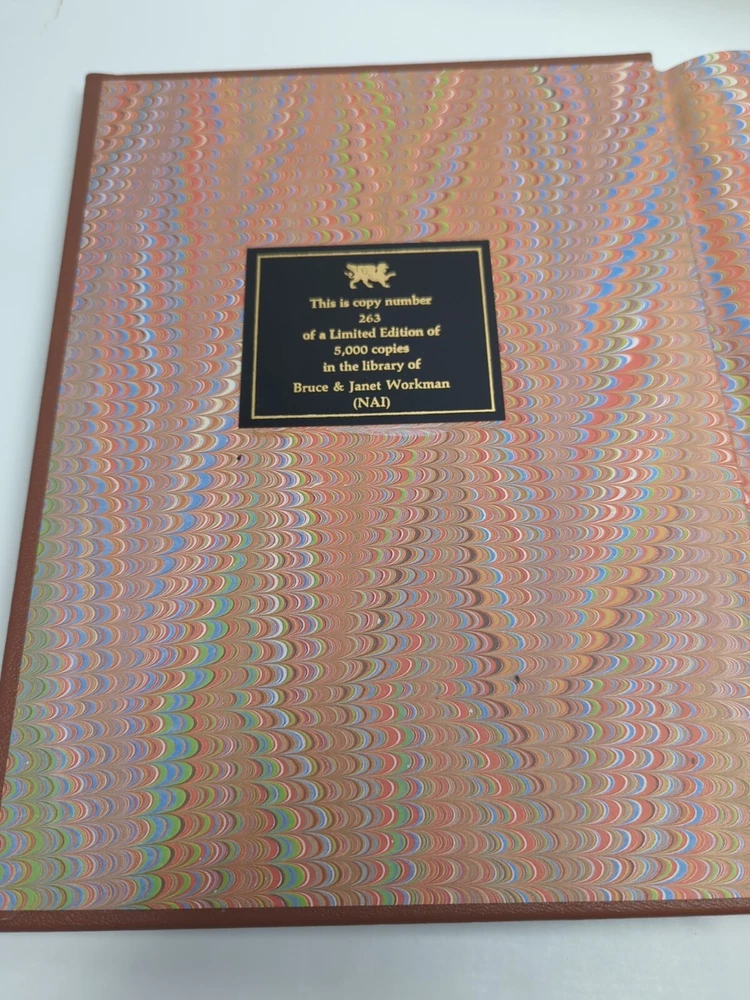 This is copy number
263
of a Limited Edition of
5,000 copies
in the library of
Bruce & Janet Workman
(NAI)